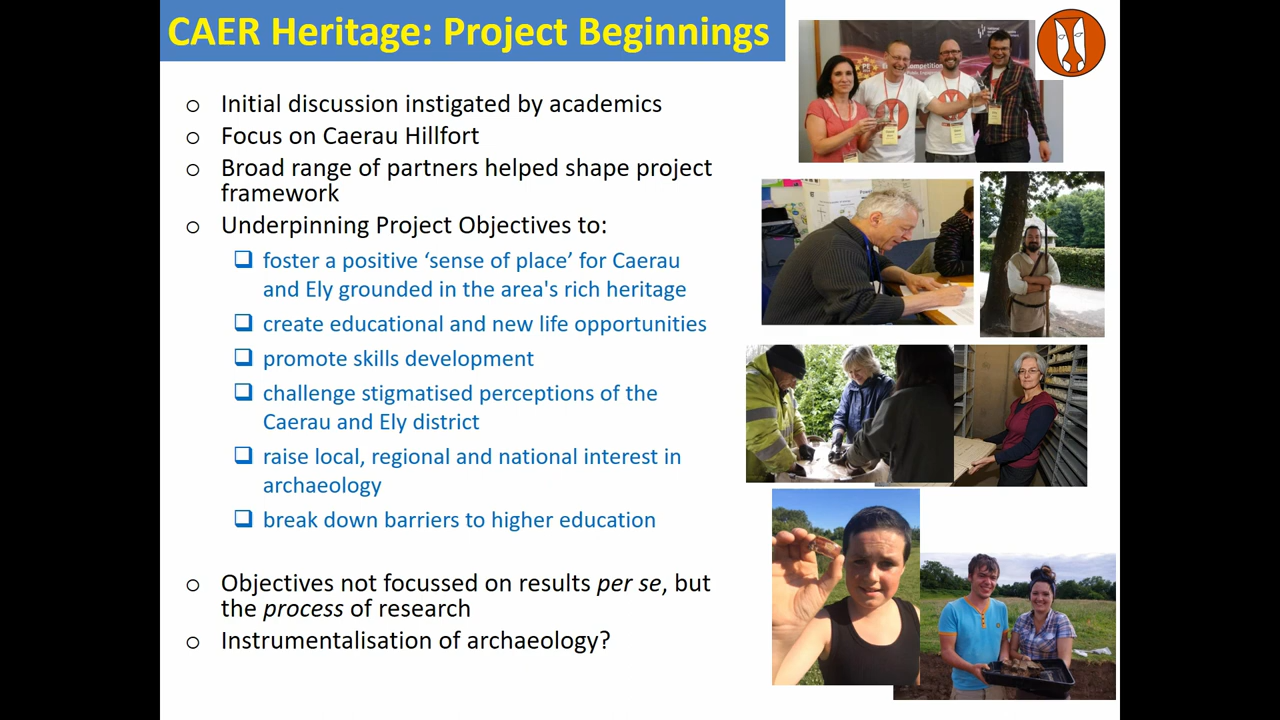 CAER Heritage: Project Beginnings
Initial discussion instigated by academics
Focus on Caerau Hillfort
Broad range of partners helped shape project
framework
Underpinning Project Objectives to:
foster a positive ‘sense of place’ for Caerau
and Ely grounded in the area's rich heritage
create educational and new life opportunities
promote skills development
challenge stigmatised perceptions of the
Caerau and Ely district
raise local, regional and national interest in
archaeology
break down barriers to higher education
Objectives not focussed on results per se, but
the process of research
Instrumentalisation of archaeology?